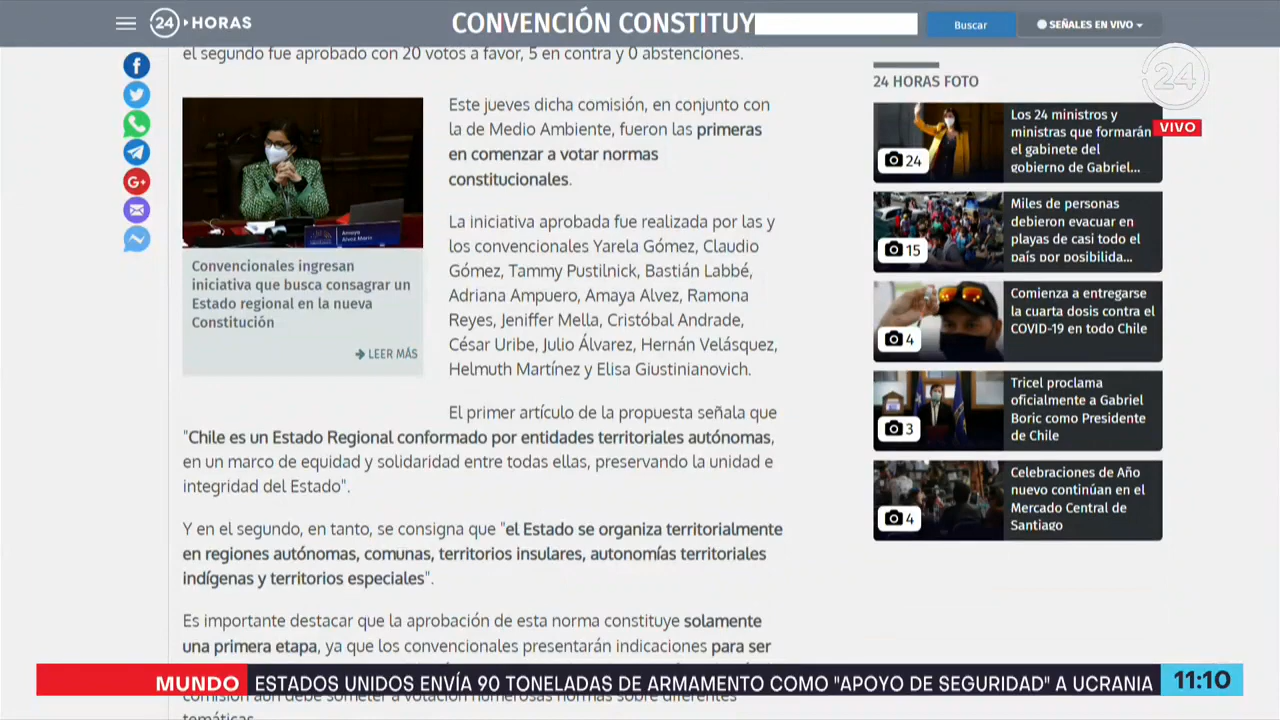 24 HORAS
CONVENCIÓN CONSTITUY
Buscar
SEÑALES EN VIVO
el segundo fue aprobado con 20 votos a favor, 5 en contra y 0 abstenciones.
Amaya
Convencionales ingresan
iniciativa que busca consagrar un
Estado regional en la nueva
Constitución
LEER MÁS
Este jueves dicha comisión, en conjunto con
la de Medio Ambiente, fueron las primeras
en comenzar a votar normas
constitucionales.
La iniciativa aprobada fue realizada por las y
los convencionales Yarela Gómez, Claudio
Gómez, Tammy Pustilnick, Bastián Labbé,
Adriana Ampuero, Amaya Alvez, Ramona
Reyes, Jeniffer Mella, Cristóbal Andrade,
César Uribe, Julio Álvarez, Hernán Velásquez,
Helmuth Martínez y Elisa Giustinianovich.
El primer artículo de la propuesta señala que
"Chile es un Estado Regional conformado por entidades territoriales autónomas,
en un marco de equidad y solidaridad entre todas ellas, preservando la unidad e
integridad del Estado".
Y en el segundo, en tanto, se consigna que "el Estado se organiza territorialmente
en regiones autónomas, comunas, territorios insulares, autonomías territoriales
indígenas y territorios especiales".
Es importante destacar que la aprobación de esta norma constituye solamente
una primera etapa, ya que los convencionales presentarán indicaciones para ser
24 HORAS FOTO
24
VIVO
24
Los 24 ministros y
ministras que formarán
el gabinete del
gobierno de Gabriel...
15
Miles de personas
debieron evacuar en
playas de casi todo el
país por posibilida...
4
Comienza a entregarse
la cuarta dosis contra el
COVID-19 en todo Chile
3
Tricel proclama
oficialmente a Gabriel
Boric como Presidente
de Chile
4
Celebraciones de Año
nuevo continúan en el
Mercado Central de
Santiago
MUNDO
ESTADOS UNIDOS ENVÍA 90 TONELADAS DE ARMAMENTO COMO "APOYO DE SEGURIDAD" A UCRANIA
11:10
comisión aún debe someter a votación numerosas normas sobre diferentes
temáticas.